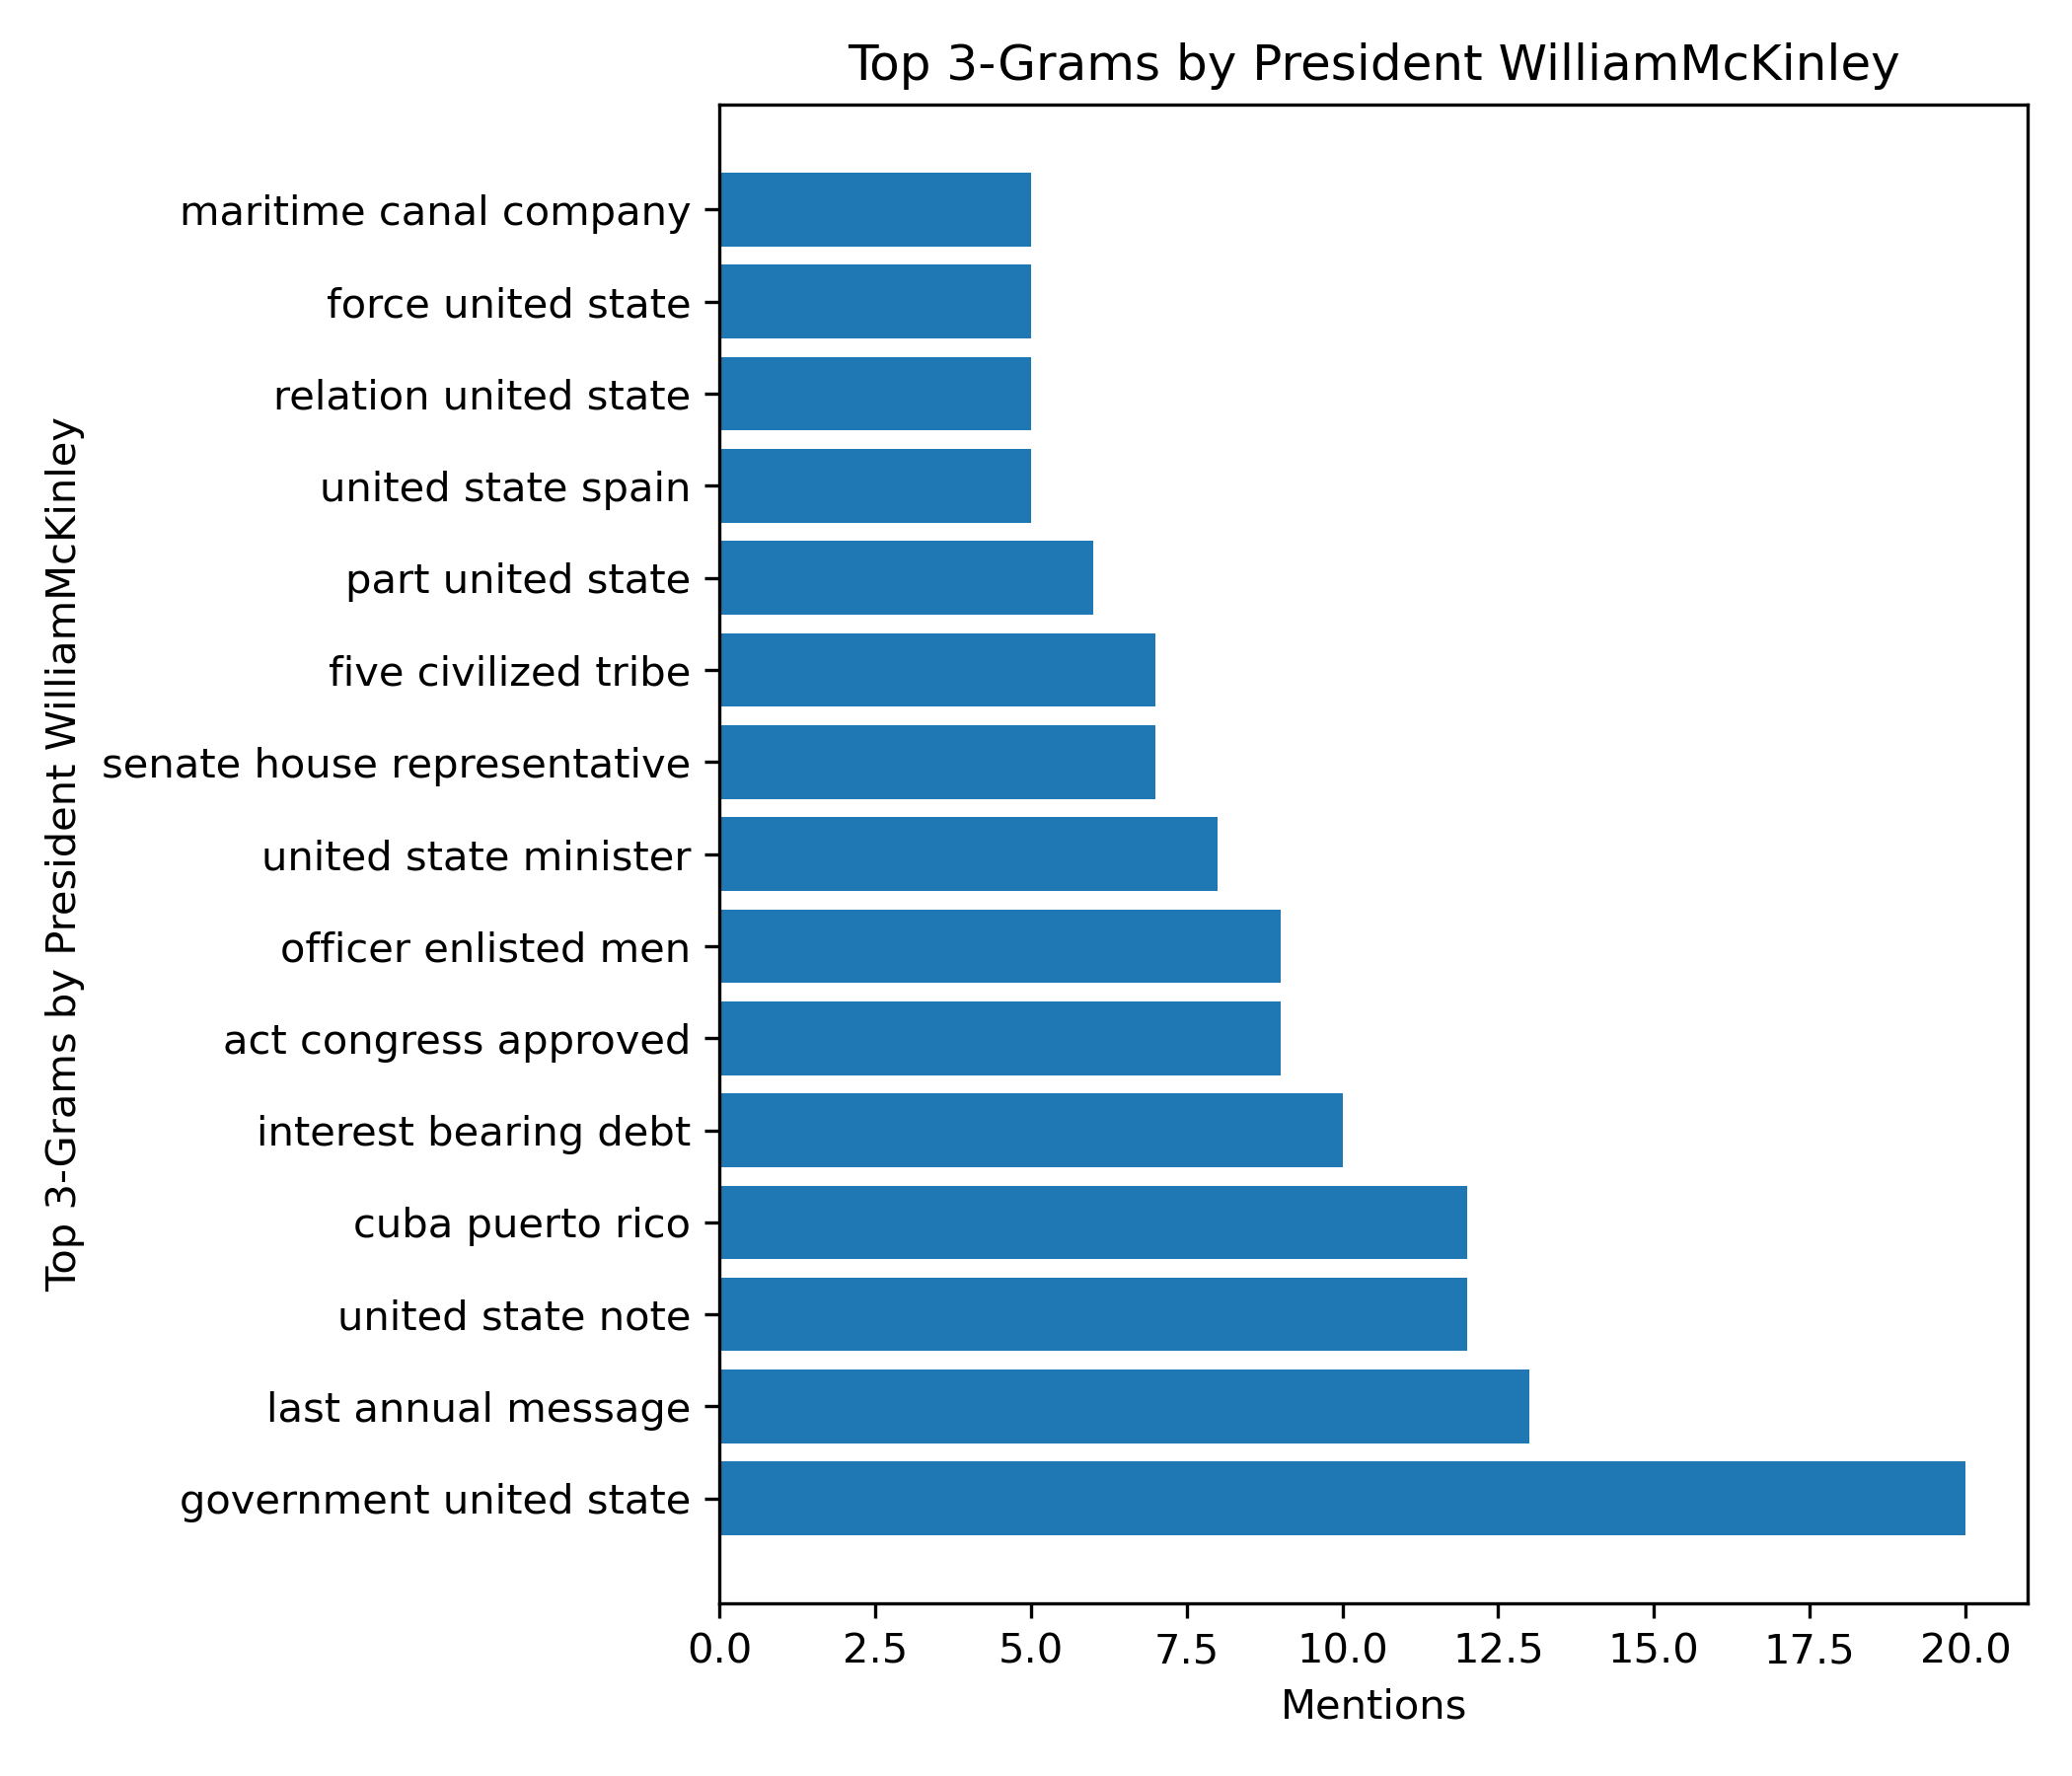 Top 3-Grams by President WilliamMcKinley
Top 3-Grams by President WilliamMcKinley
maritime canal company
force united state
relation united state
united state spain
part united state
five civilized tribe
senate house representative
united state minister
officer enlisted men
act congress approved
interest bearing debt
cuba puerto rico
united state note
last annual message
government united state
0.0 2.5 5.0 7.5 10.0 12.5 15.0 17.5 20.0
Mentions